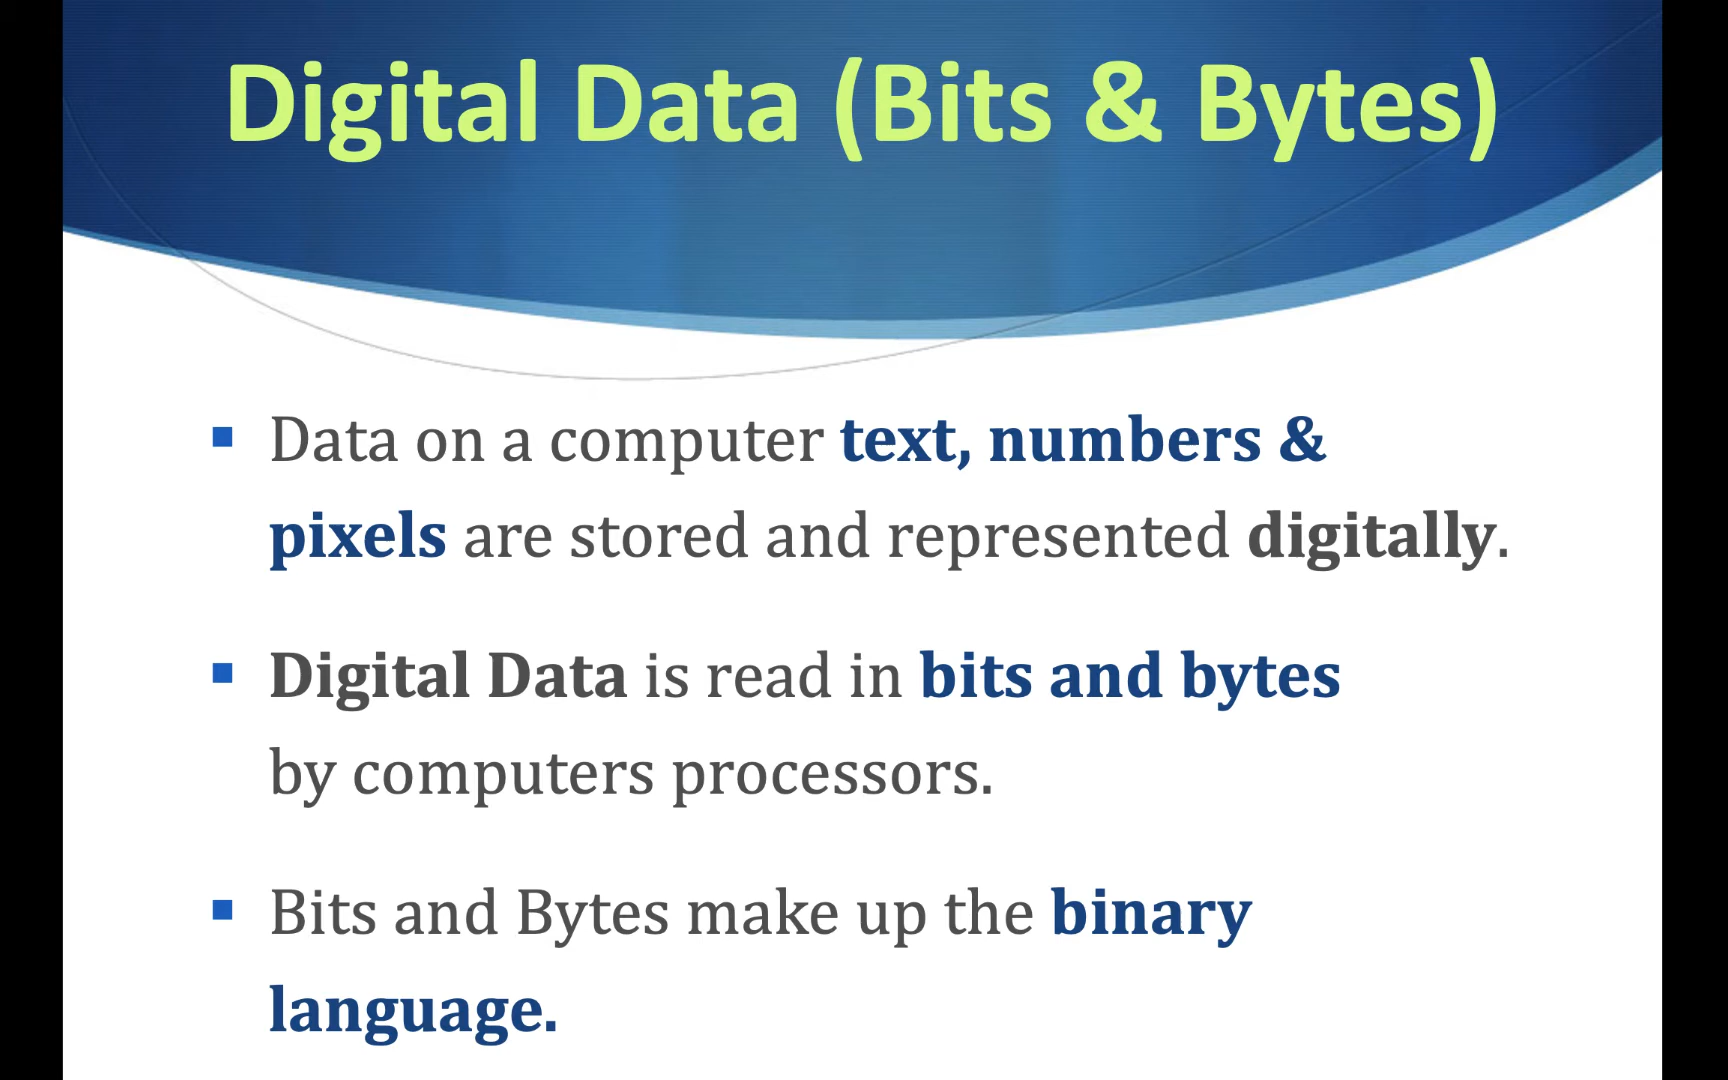 Digital Data (Bits & Bytes)
Data on a computer text, numbers &
pixels are stored and represented digitally.
Digital Data is read in bits and bytes
by computers processors.
Bits and Bytes make up the binary
language.